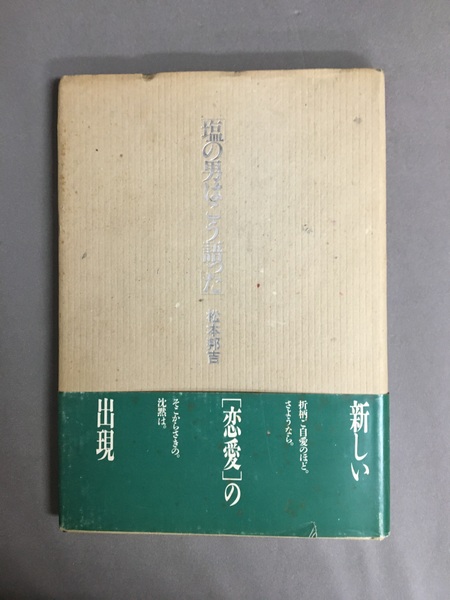 塩の男はこう語った
松本邦吉
新しい
折柄ご自愛のほど。
さようなら。
[恋愛]の
そこからさきの。
沈黙は。
出現